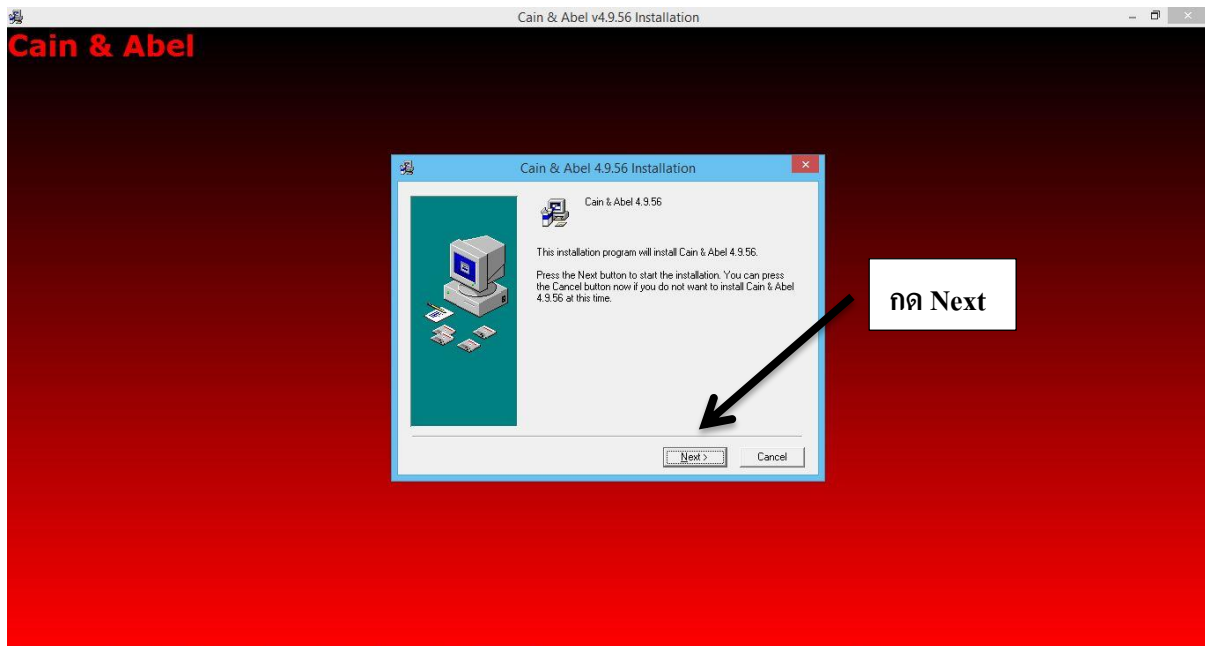 Cain & Abel v4.9.56 Installation
Cain & Abel
Cain & Abel 4.9.56 Installation
Cain & Abel 4.9.56
This installation program will install Cain & Abel 4.9.56.
Press the Next button to start the installation. You can press
the Cancel button now if you do not want to install Cain & Abel
4.9.56 at this time.
กด Next
Next >
Cancel